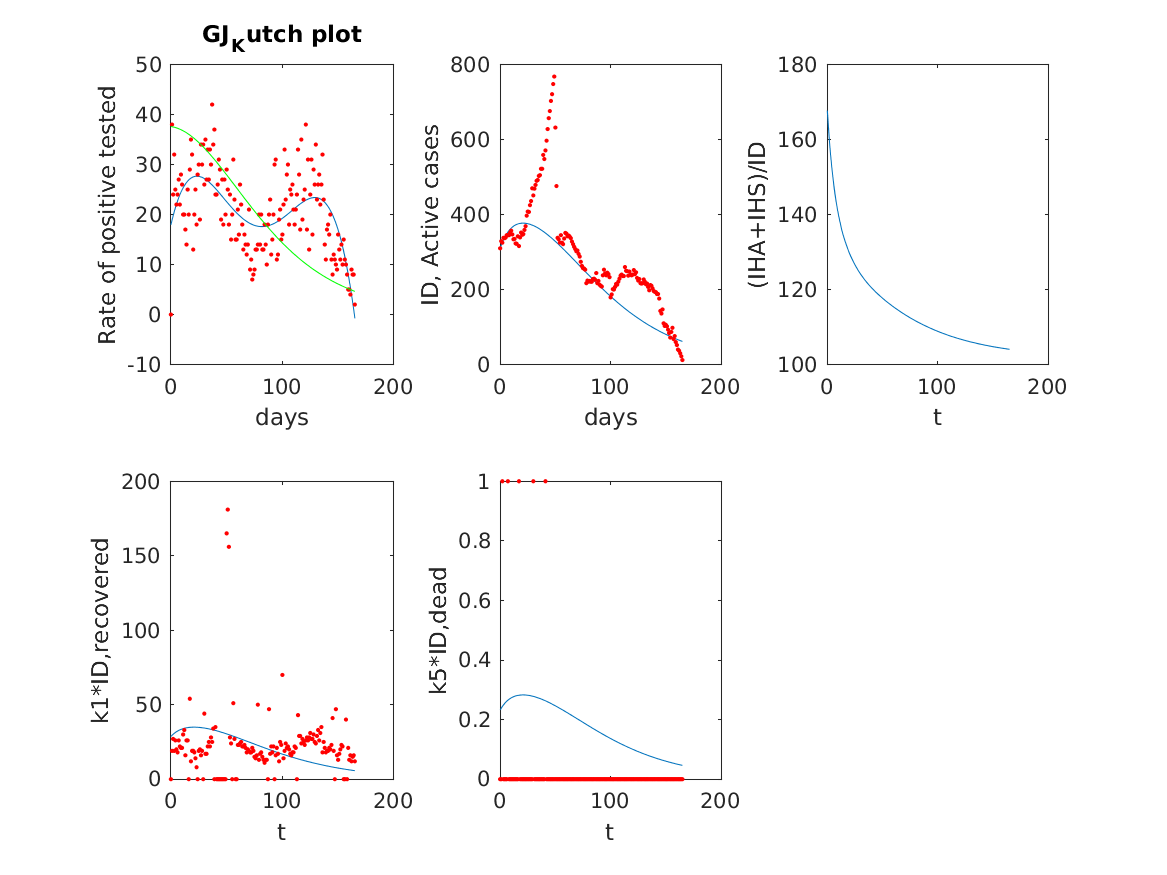 GJKutch plot
50
40
30
20
10
0
-10
0 100 200
days
Rate of positive tested
800
600
400
200
0
0 100 200
days
ID, Active cases
180
160
140
120
100
0 100 200
t
(IHA+IHS)/ID
200
150
100
50
0
0 100 200
t
k1*ID,recovered
1
0.8
0.6
0.4
0.2
0
0 100 200
t
k5*ID,dead